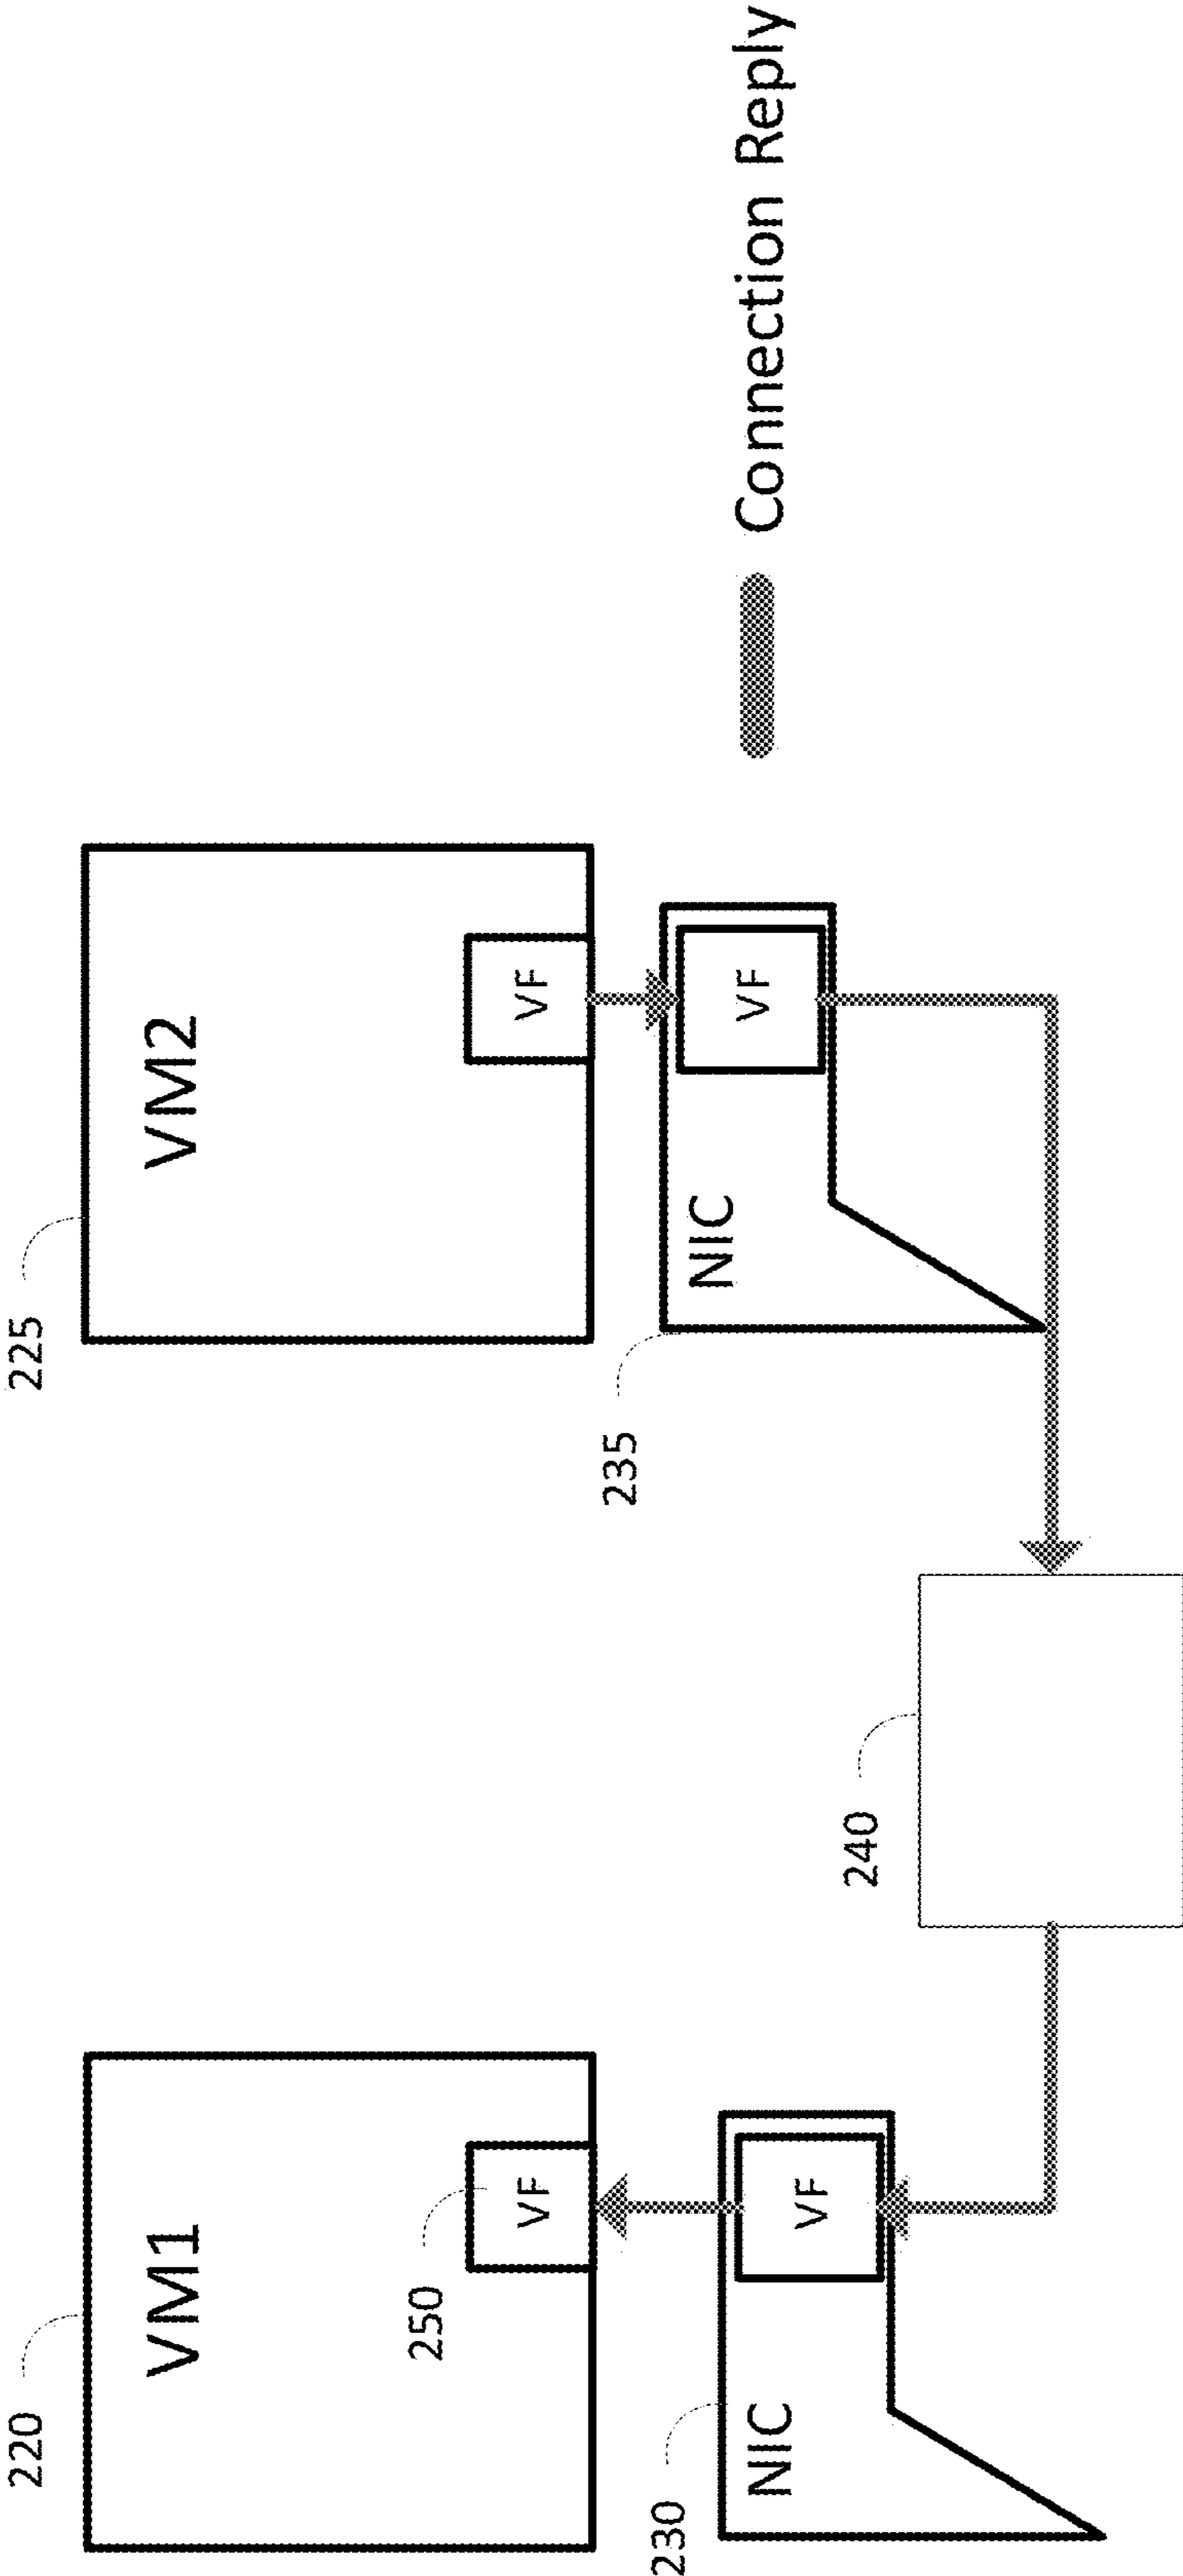 220
VM1
250
VF
230
NIC
VF
240
225
VM2
VF
235
NIC
VF
Connection Reply